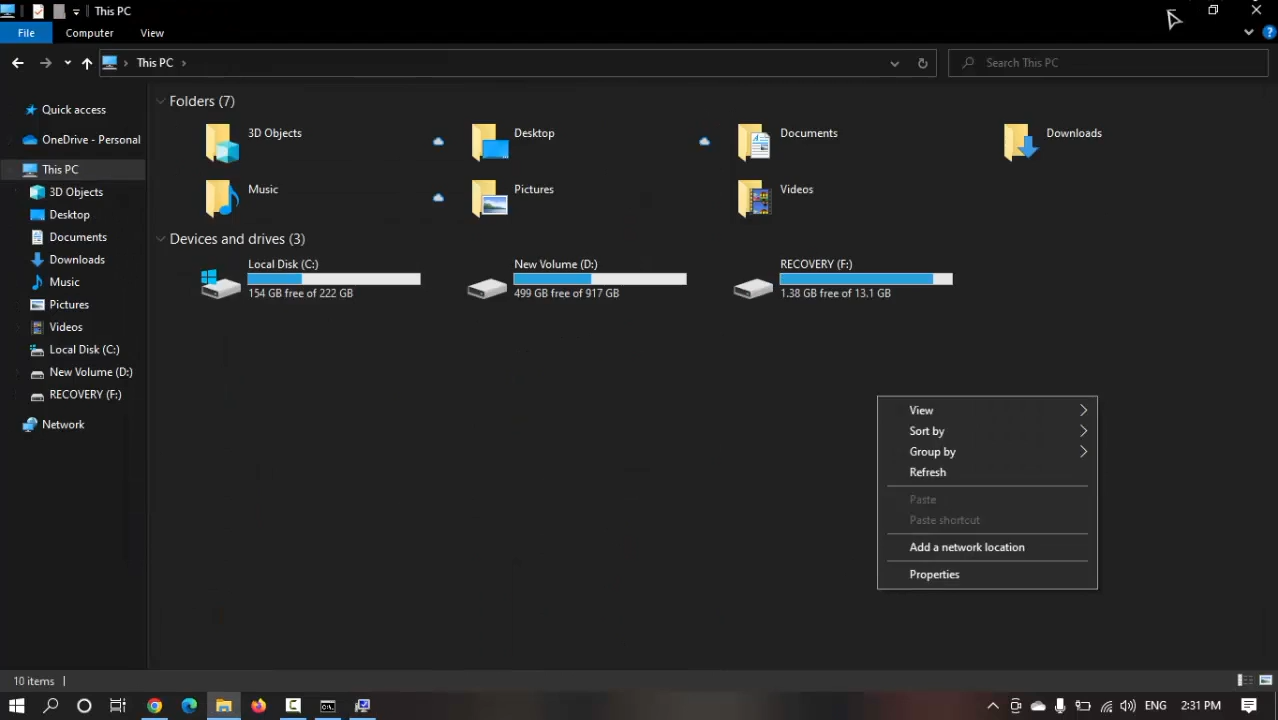 This PC
File
Computer
View
This PC
Search This PC
Quick access
OneDrive - Personal
This PC
3D Objects
Desktop
Documents
Downloads
Music
Pictures
Videos
Local Disk (C:)
New Volume (D:)
RECOVERY (F:)
Network
Folders (7)
3D Objects
Desktop
Documents
Downloads
Music
Pictures
Videos
Devices and drives (3)
Local Disk (C:)
154 GB free of 222 GB
New Volume (D:)
499 GB free of 917 GB
RECOVERY (F:)
1.38 GB free of 13.1 GB
View
Sort by
Group by
Refresh
Paste
Paste shortcut
Add a network location
Properties
10 items
ENG
2:31 PM